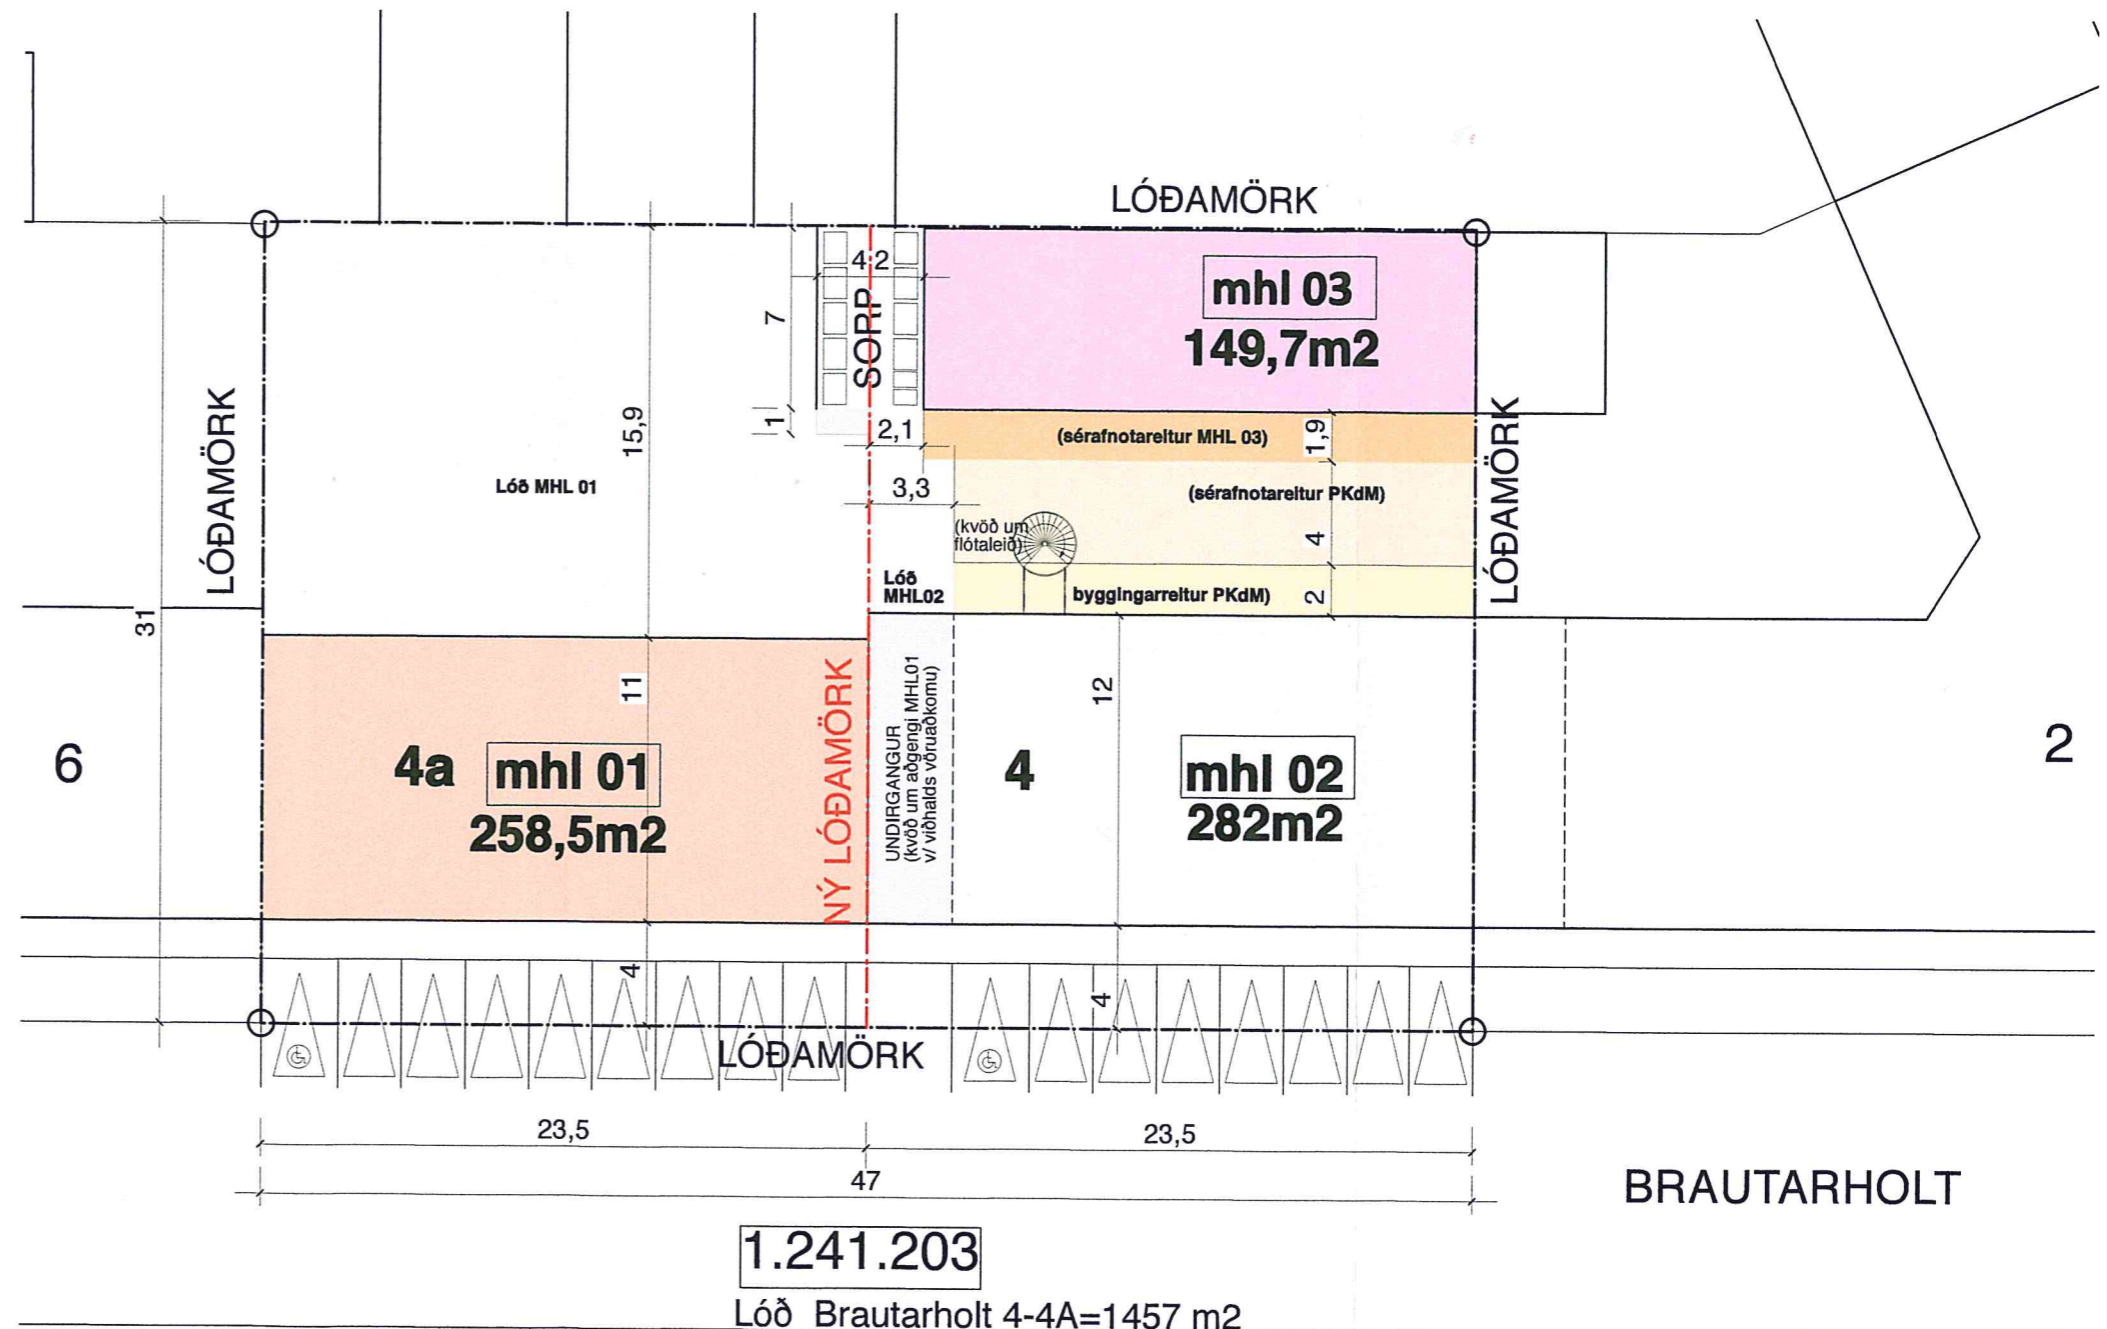 LÓÐAMÖRK
4,2
mhl 03
149,7m2
7
SORP
LÓÐAMÖRK
15,9
1
2,1
(sérafnotareitur MHL 03)
1,9
LÓÐAMÖRK
Lóð MHL 01
3,3
(sérafnotareitur PKdM)
(kvöð um
flótaleið)
4
Lóð
MHL02
byggingarreitur PKdM)
2
31
11
12
NÝ LÓÐAMÖRK
UNDIRGANGUR
(kvöð um aðgengi MHL01
v/ viðhalds vöruaðkomu)
6
4a
mhl 01
258,5m2
4
mhl 02
282m2
2
4
4
LÓÐAMÖRK
23,5
23,5
47
BRAUTARHOLT
1.241.203
Lóð Brautarholt 4-4A=1457 m2